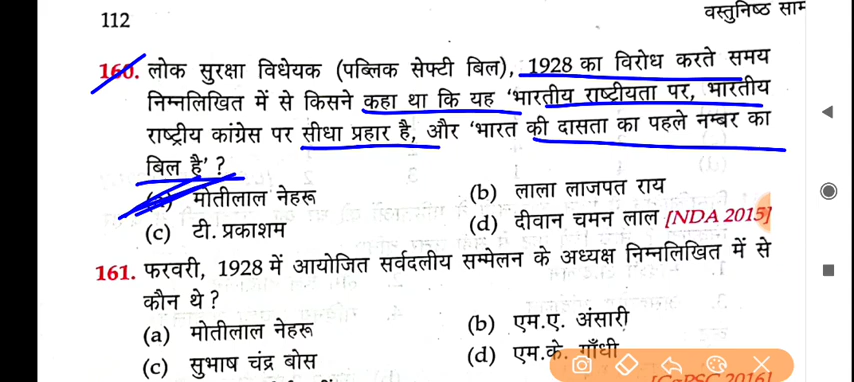 112
वस्तुनिष्ठ साम
160. लोक सुरक्षा विधेयक (पब्लिक सेफ्टी बिल), 1928 का विरोध करते समय
निम्नलिखित में से किसने कहा था कि यह ‘भारतीय राष्ट्रीयता पर, भारतीय
राष्ट्रीय कांग्रेस पर सीधा प्रहार है, और ‘भारत की दासता का पहले नम्बर का
बिल है’ ?
(a) मोतीलाल नेहरू (b) लाला लाजपत राय
(c) टी. प्रकाशम (d) दीवान चमन लाल [NDA 2015]
161. फरवरी, 1928 में आयोजित सर्वदलीय सम्मेलन के अध्यक्ष निम्नलिखित में से
कौन थे ?
(a) मोतीलाल नेहरू (b) एम.ए. अंसारी
(c) सुभाष चंद्र बोस (d) एम.के. गाँधी